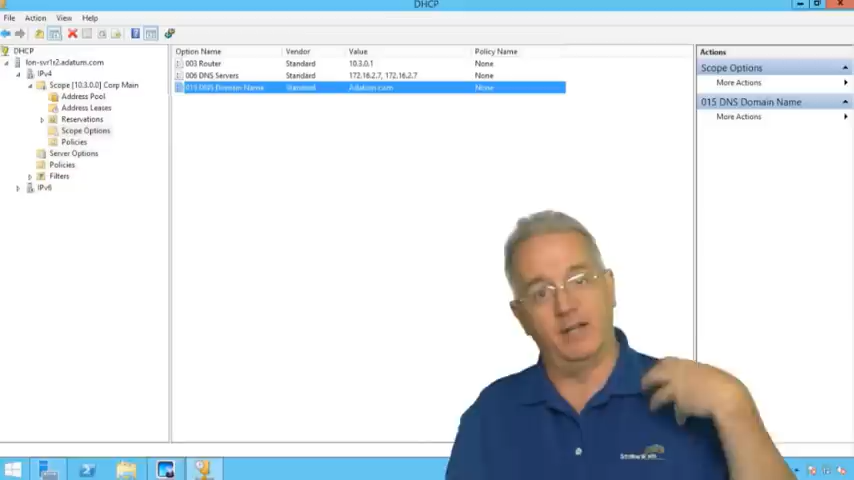 DHCP
File Action View Help
DHCP
lon-svr1r2.adatum.com
IPv4
Scope [10.3.0.0] Corp Main
Address Pool
Address Leases
Reservations
Scope Options
Policies
Server Options
Policies
Filters
IPv6
Option Name Vendor Value Policy Name
003 Router Standard 10.3.0.1 None
006 DNS Servers Standard 172.16.2.7, 172.16.2.7 None
015 DNS Domain Name Standard Adatum.com None
Actions
Scope Options
More Actions
015 DNS Domain Name
More Actions